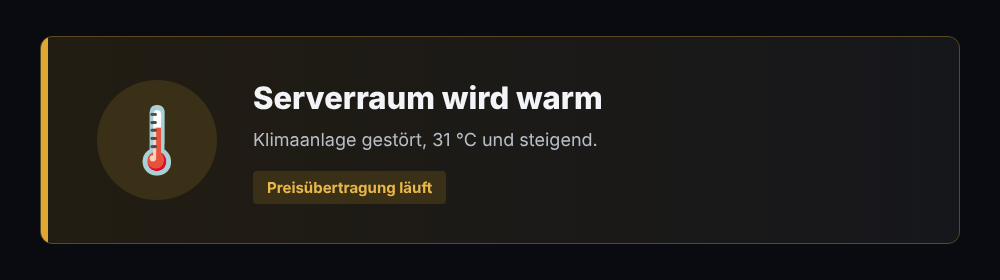 Serverraum wird warm
Klimaanlage gestört, 31 °C und steigend.
Preisübertragung läuft